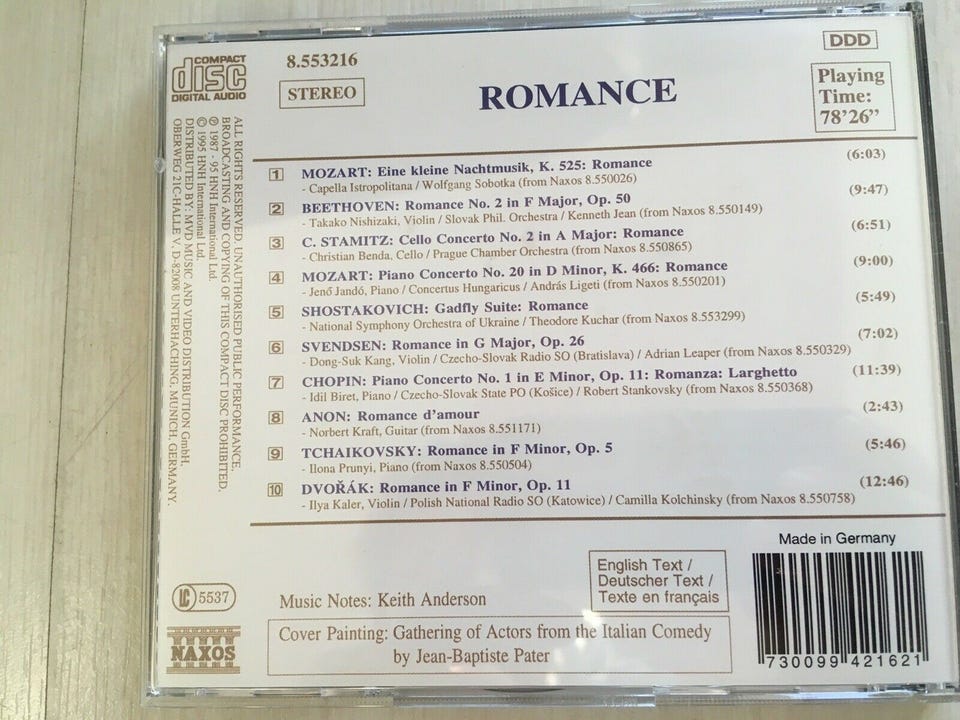 COMPACT
disc
DIGITAL AUDIO
8.553216
STEREO
ROMANCE
DDD
Playing
Time:
78'26"
ALL RIGHTS RESERVED. UNAUTHORISED PUBLIC PERFORMANCE,
BROADCASTING AND COPYING OF THIS COMPACT DISC PROHIBITED.
℗ 1987 - 95 HNH International Ltd.
© 1995 HNH International Ltd.
DISTRIBUTED BY: MVD MUSIC AND VIDEO DISTRIBUTION GmbH,
OBERWEG 21C-HALLE V, D-82008 UNTERHACHING, MUNICH, GERMANY.
1 MOZART: Eine kleine Nachtmusik, K. 525: Romance (6:03)
- Capella Istropolitana / Wolfgang Sobotka (from Naxos 8.550026)
2 BEETHOVEN: Romance No. 2 in F Major, Op. 50 (9:47)
- Takako Nishizaki, Violin / Slovak Phil. Orchestra / Kenneth Jean (from Naxos 8.550149)
3 C. STAMITZ: Cello Concerto No. 2 in A Major: Romance (6:51)
- Christian Benda, Cello / Prague Chamber Orchestra (from Naxos 8.550865)
4 MOZART: Piano Concerto No. 20 in D Minor, K. 466: Romance (9:00)
- Jenő Jandó, Piano / Concertus Hungaricus / András Ligeti (from Naxos 8.550201)
5 SHOSTAKOVICH: Gadfly Suite: Romance (5:49)
- National Symphony Orchestra of Ukraine / Theodore Kuchar (from Naxos 8.553299)
6 SVENDSEN: Romance in G Major, Op. 26 (7:02)
- Dong-Suk Kang, Violin / Czecho-Slovak Radio SO (Bratislava) / Adrian Leaper (from Naxos 8.550329)
7 CHOPIN: Piano Concerto No. 1 in E Minor, Op. 11: Romanza: Larghetto (11:39)
- Idil Biret, Piano / Czecho-Slovak State PO (Košice) / Robert Stankovsky (from Naxos 8.550368)
8 ANON: Romance d'amour (2:43)
- Norbert Kraft, Guitar (from Naxos 8.551171)
9 TCHAIKOVSKY: Romance in F Minor, Op. 5 (5:46)
- Ilona Prunyi, Piano (from Naxos 8.550504)
10 DVOŘÁK: Romance in F Minor, Op. 11 (12:46)
- Ilya Kaler, Violin / Polish National Radio SO (Katowice) / Camilla Kolchinsky (from Naxos 8.550758)
Made in Germany
English Text /
Deutscher Text /
Texte en français
LC 5537
Music Notes: Keith Anderson
NAXOS
Cover Painting: Gathering of Actors from the Italian Comedy
by Jean-Baptiste Pater
7 30099 42162 1